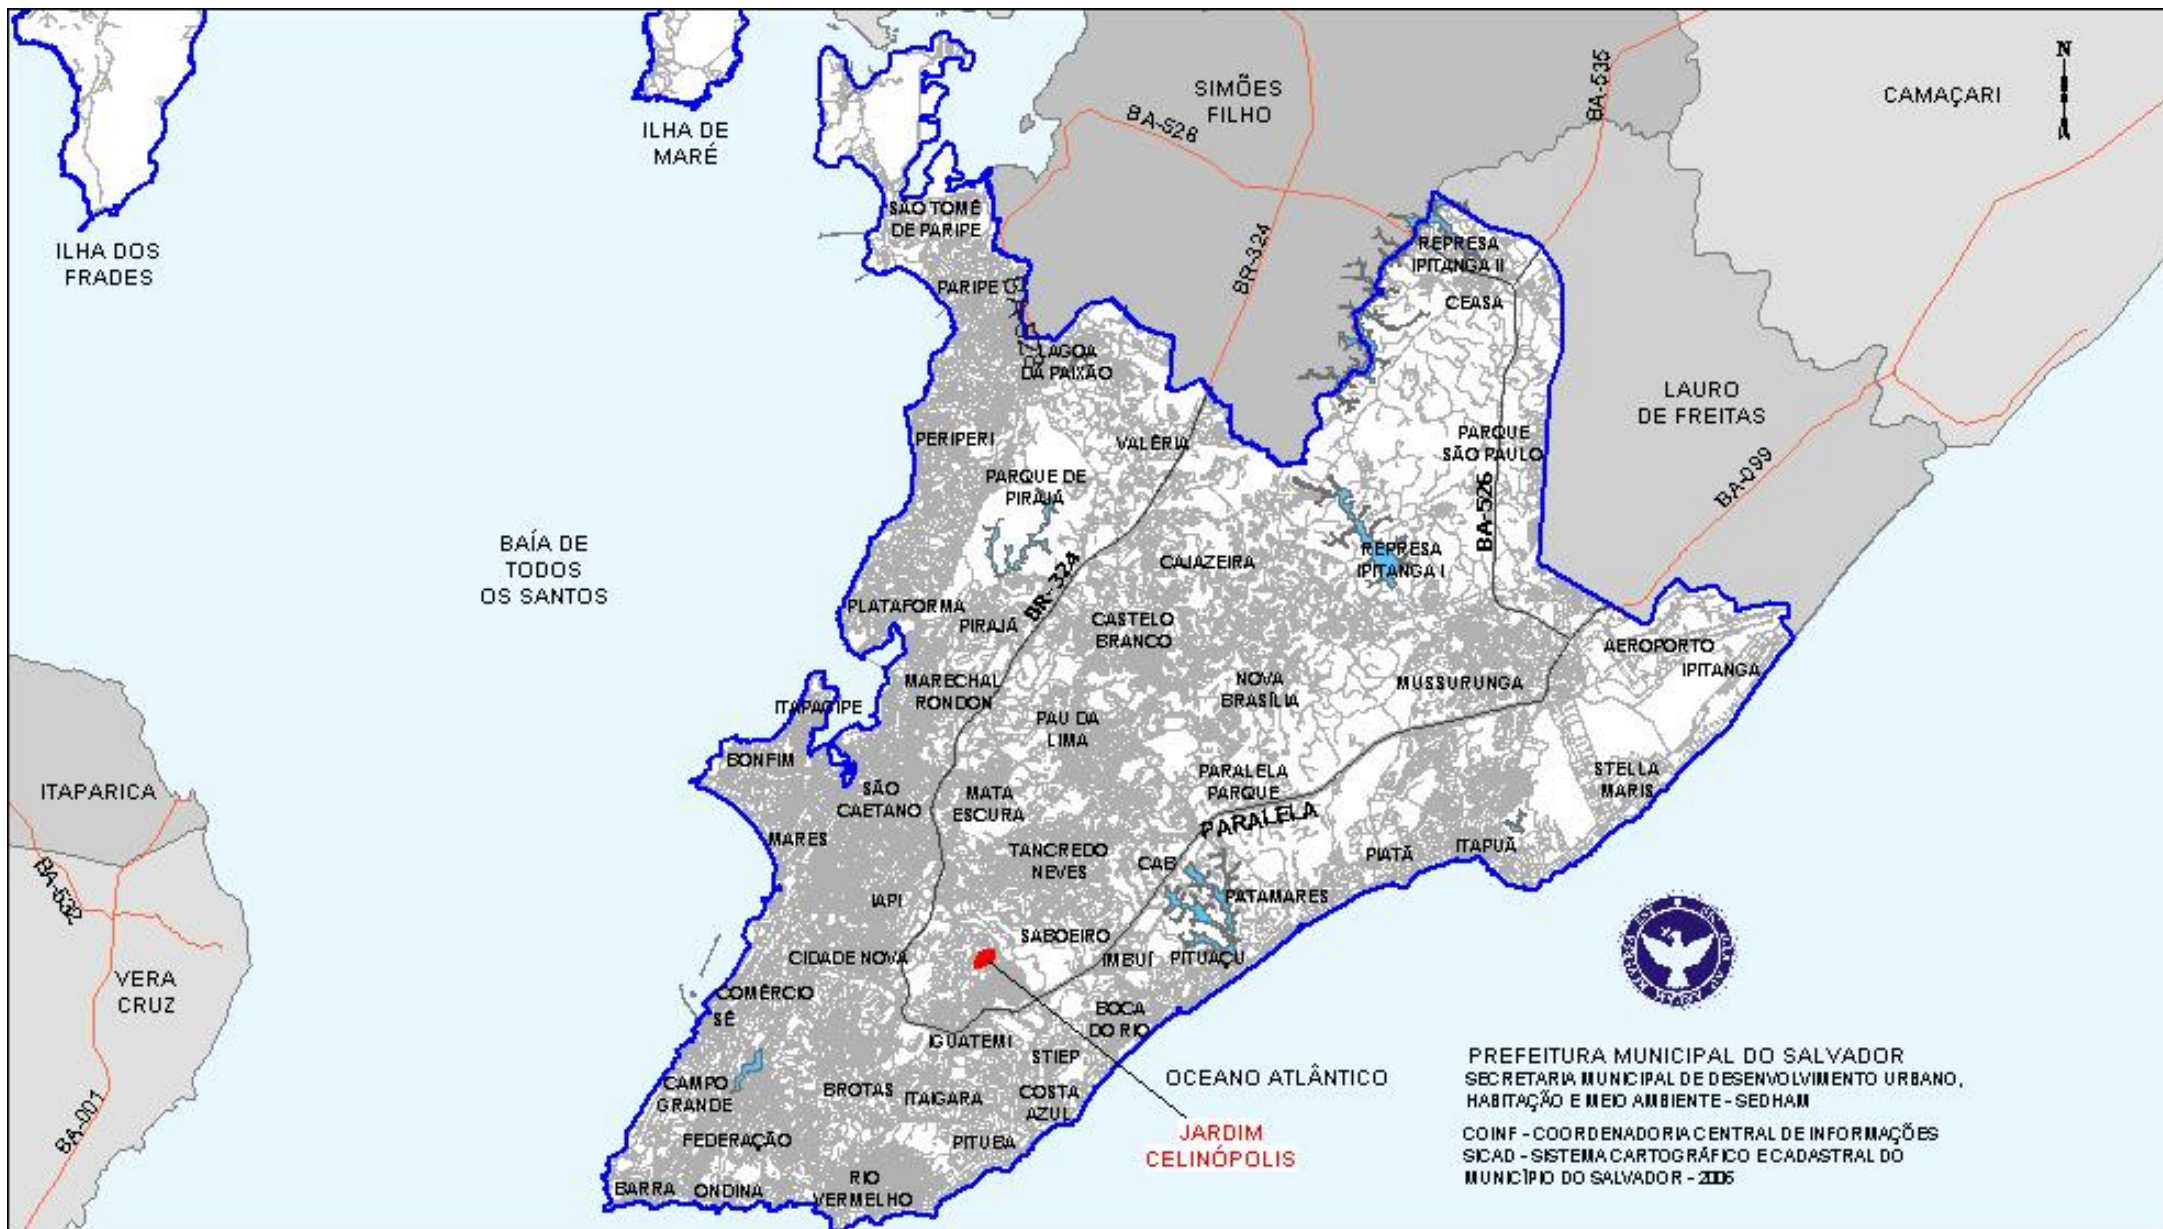 N
SIMÕES
FILHO
BA-535
CAMAÇARI
ILHA DE
MARÉ
BA-526
SÃO TOMÉ
DE PARIPE
ILHA DOS
FRADES
BR-324
REPRESA
IPITANGA II
PARIPE
CEASA
LAGOA
DA PAIXÃO
LAURO
DE FREITAS
PERIPERI
VALÉRIA
PARQUE
SÃO PAULO
PARQUE DE
PIRAJÁ
BA-099
BA-526
BAÍA DE
TODOS
OS SANTOS
CAJAZEIRA
REPRESA
IPITANGA I
BR-324
PLATAFORMA
PIRAJÁ
CASTELO
BRANCO
AEROPORTO
IPITANGA
MARECHAL
RONDON
NOVA
BRASÍLIA
MUSSURUNGA
ITAPAGIPE
PAU DA
LIMA
BONFIM
PARALELA
PARQUE
STELLA
MARIS
ITAPARICA
SÃO
CAETANO
MATA
ESCURA
PARALELA
MARES
TANCREDO
NEVES
CAB
PIATÃ
ITAPUÃ
BA-532
IAPI
PATAMARES
SABOEIRO
CIDADE NOVA
IMBUÍ
PITUAÇU
VERA
CRUZ
COMÉRCIO
SÉ
BOCA
DO RIO
IGUATEMI
STIEP
OCEANO ATLÂNTICO
CAMPO
GRANDE
BROTAS
ITAIGARA
COSTA
AZUL
BA-001
FEDERAÇÃO
PITUBA
JARDIM
CELINÓPOLIS
BARRA
ONDINA
RIO
VERMELHO
PREFEITURA MUNICIPAL DO SALVADOR
SECRETARIA MUNICIPAL DE DESENVOLVIMENTO URBANO,
HABITAÇÃO E MEIO AMBIENTE - SEDHAM
COINF - COORDENADORIA CENTRAL DE INFORMAÇÕES
SICAD - SISTEMA CARTOGRÁFICO E CADASTRAL DO
MUNICÍPIO DO SALVADOR - 2006